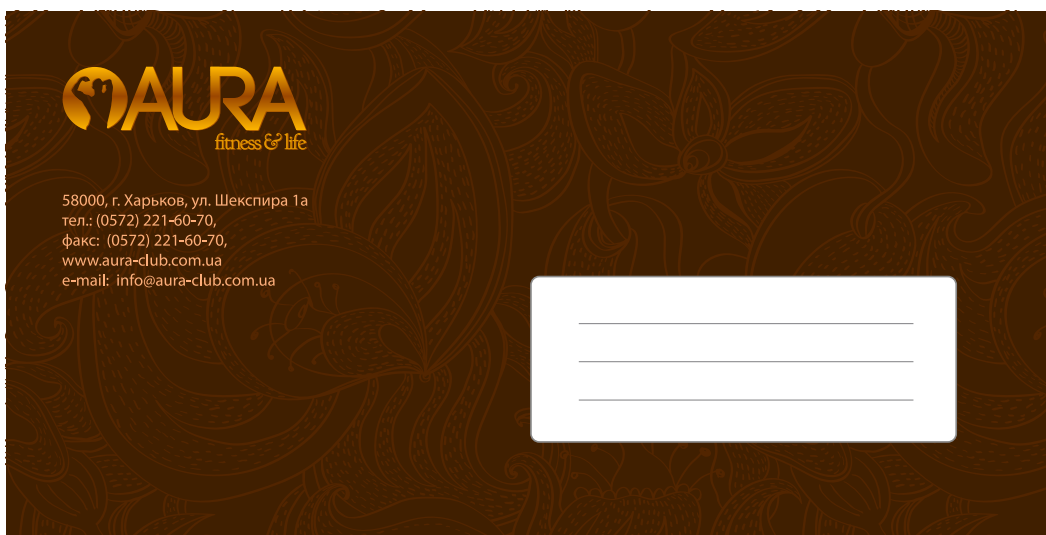 AURA
fitness & life
58000, г. Харьков, ул. Шекспира 1а
тел.: (0572) 221-60-70,
факс: (0572) 221-60-70,
www.aura-club.com.ua
e-mail: info@aura-club.com.ua